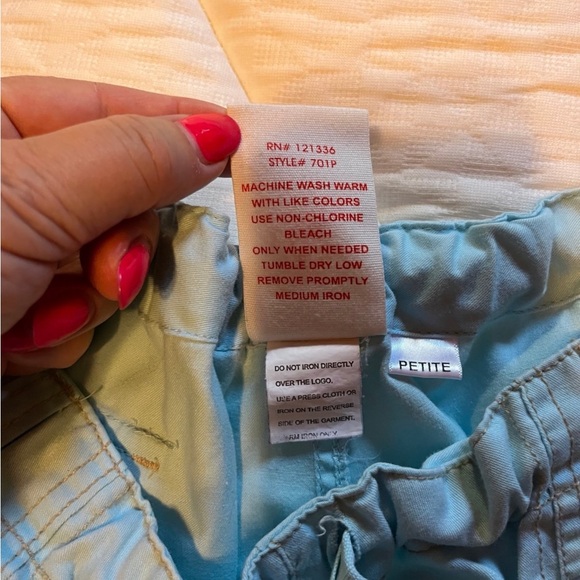 RN# 121336
STYLE# 701P
MACHINE WASH WARM
WITH LIKE COLORS
USE NON-CHLORINE
BLEACH
ONLY WHEN NEEDED
TUMBLE DRY LOW
REMOVE PROMPTLY
MEDIUM IRON
DO NOT IRON DIRECTLY
OVER THE LOGO.
USE A PRESS CLOTH OR
IRON ON THE REVERSE
SIDE OF THE GARMENT.
IRON ONLY
PETITE